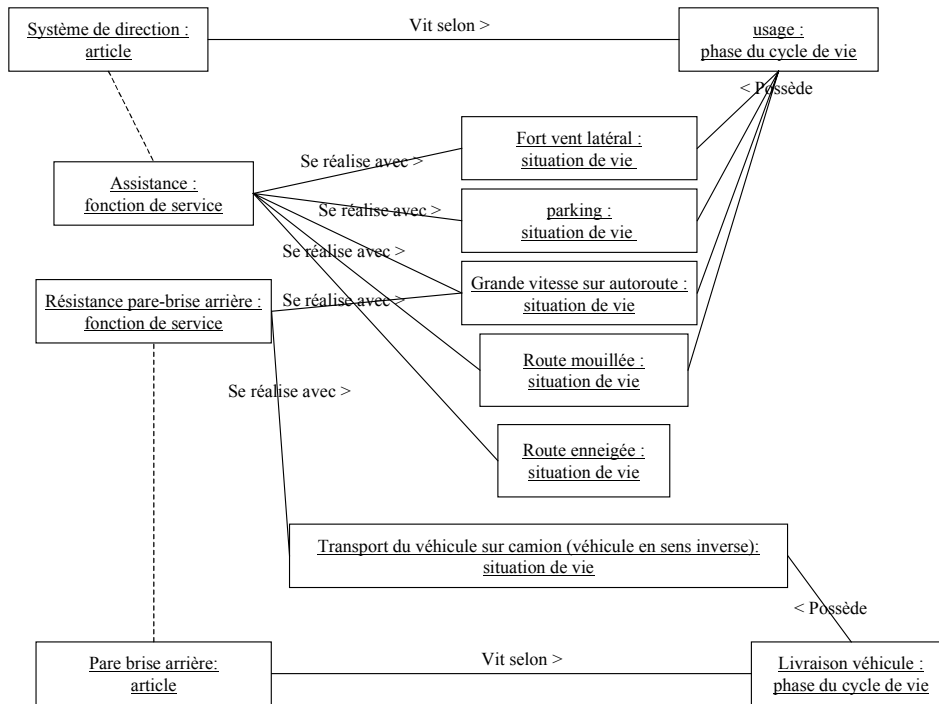 Système de direction :
article
Vit selon >
usage :
phase du cycle de vie
< Possède
Fort vent latéral :
situation de vie
Se réalise avec >
Assistance :
fonction de service
parking :
situation de vie
Se réalise avec >
Se réalise avec >
Grande vitesse sur autoroute :
situation de vie
Résistance pare-brise arrière :
fonction de service
Se réalise avec >
Route mouillée :
situation de vie
Se réalise avec >
Route enneigée :
situation de vie
Transport du véhicule sur camion (véhicule en sens inverse):
situation de vie
< Possède
Pare brise arrière:
article
Vit selon >
Livraison véhicule :
phase du cycle de vie